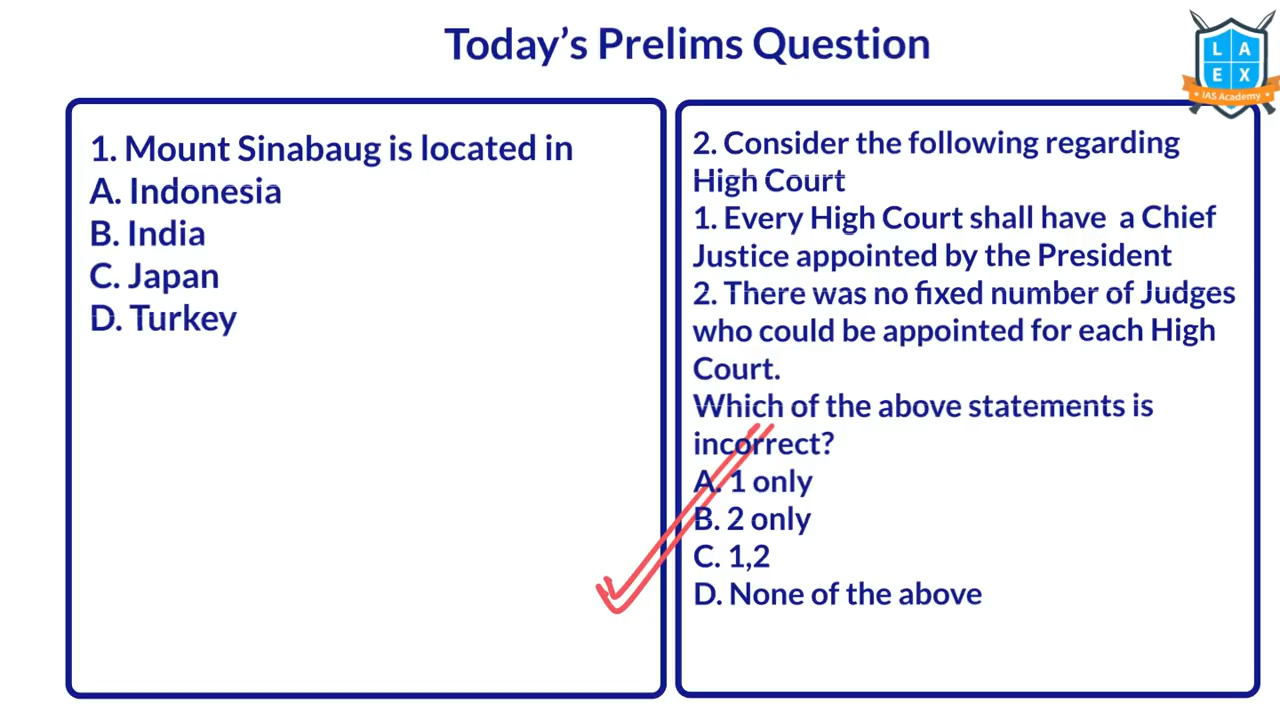 Today's Prelims Question
L A
E X
IAS Academy
1. Mount Sinabaug is located in
A. Indonesia
B. India
C. Japan
D. Turkey
2. Consider the following regarding
High Court
1. Every High Court shall have a Chief
Justice appointed by the President
2. There was no fixed number of Judges
who could be appointed for each High
Court.
Which of the above statements is
incorrect?
A. 1 only
B. 2 only
C. 1,2
D. None of the above